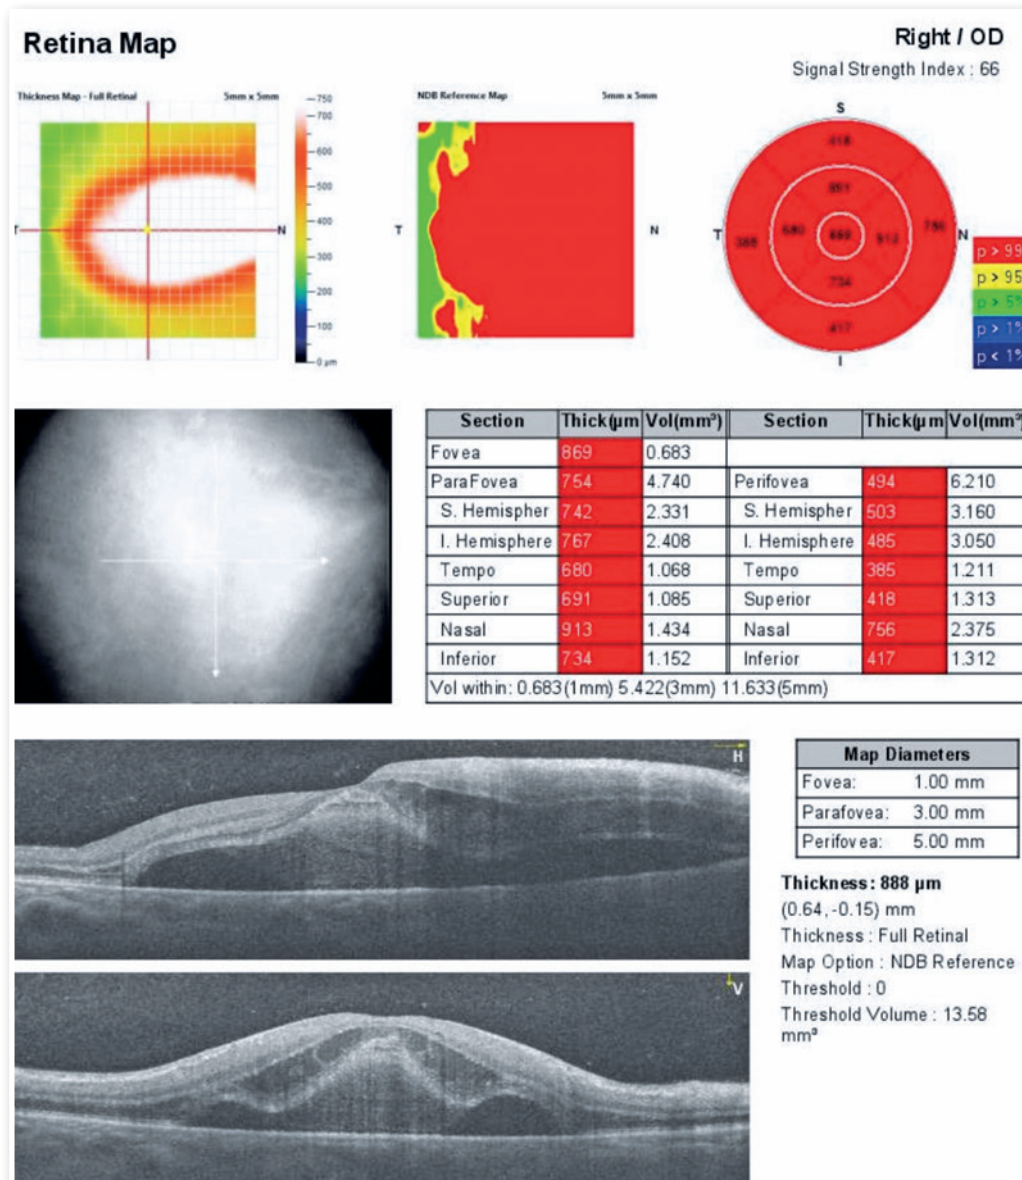 Retina Map
Right / OD
Signal Strength Index : 66
Thickness Map - Full Retinal 5mm x 5mm
750
700
600
500
400
300
200
100
0 µm
T
N
NDB Reference Map 5mm x 5mm
T
N
S
418
691
T 385 680 869 913 756 N
734
417
I
p > 99
p > 95
p > 5%
p > 1%
p < 1%
Section Thick(µm Vol(mm³) Section Thick(µm Vol(mm³)
Fovea 869 0.683
ParaFovea 754 4.740 Perifovea 494 6.210
S. Hemispher 742 2.331 S. Hemispher 503 3.160
I. Hemisphere 767 2.408 I. Hemisphere 485 3.050
Tempo 680 1.068 Tempo 385 1.211
Superior 691 1.085 Superior 418 1.313
Nasal 913 1.434 Nasal 756 2.375
Inferior 734 1.152 Inferior 417 1.312
Vol within: 0.683(1mm) 5.422(3mm) 11.633(5mm)
H
Map Diameters
Fovea: 1.00 mm
Parafovea: 3.00 mm
Perifovea: 5.00 mm
Thickness: 888 µm
(0.64, -0.15) mm
Thickness : Full Retinal
Map Option : NDB Reference
Threshold : 0
Threshold Volume : 13.58
mm³
V